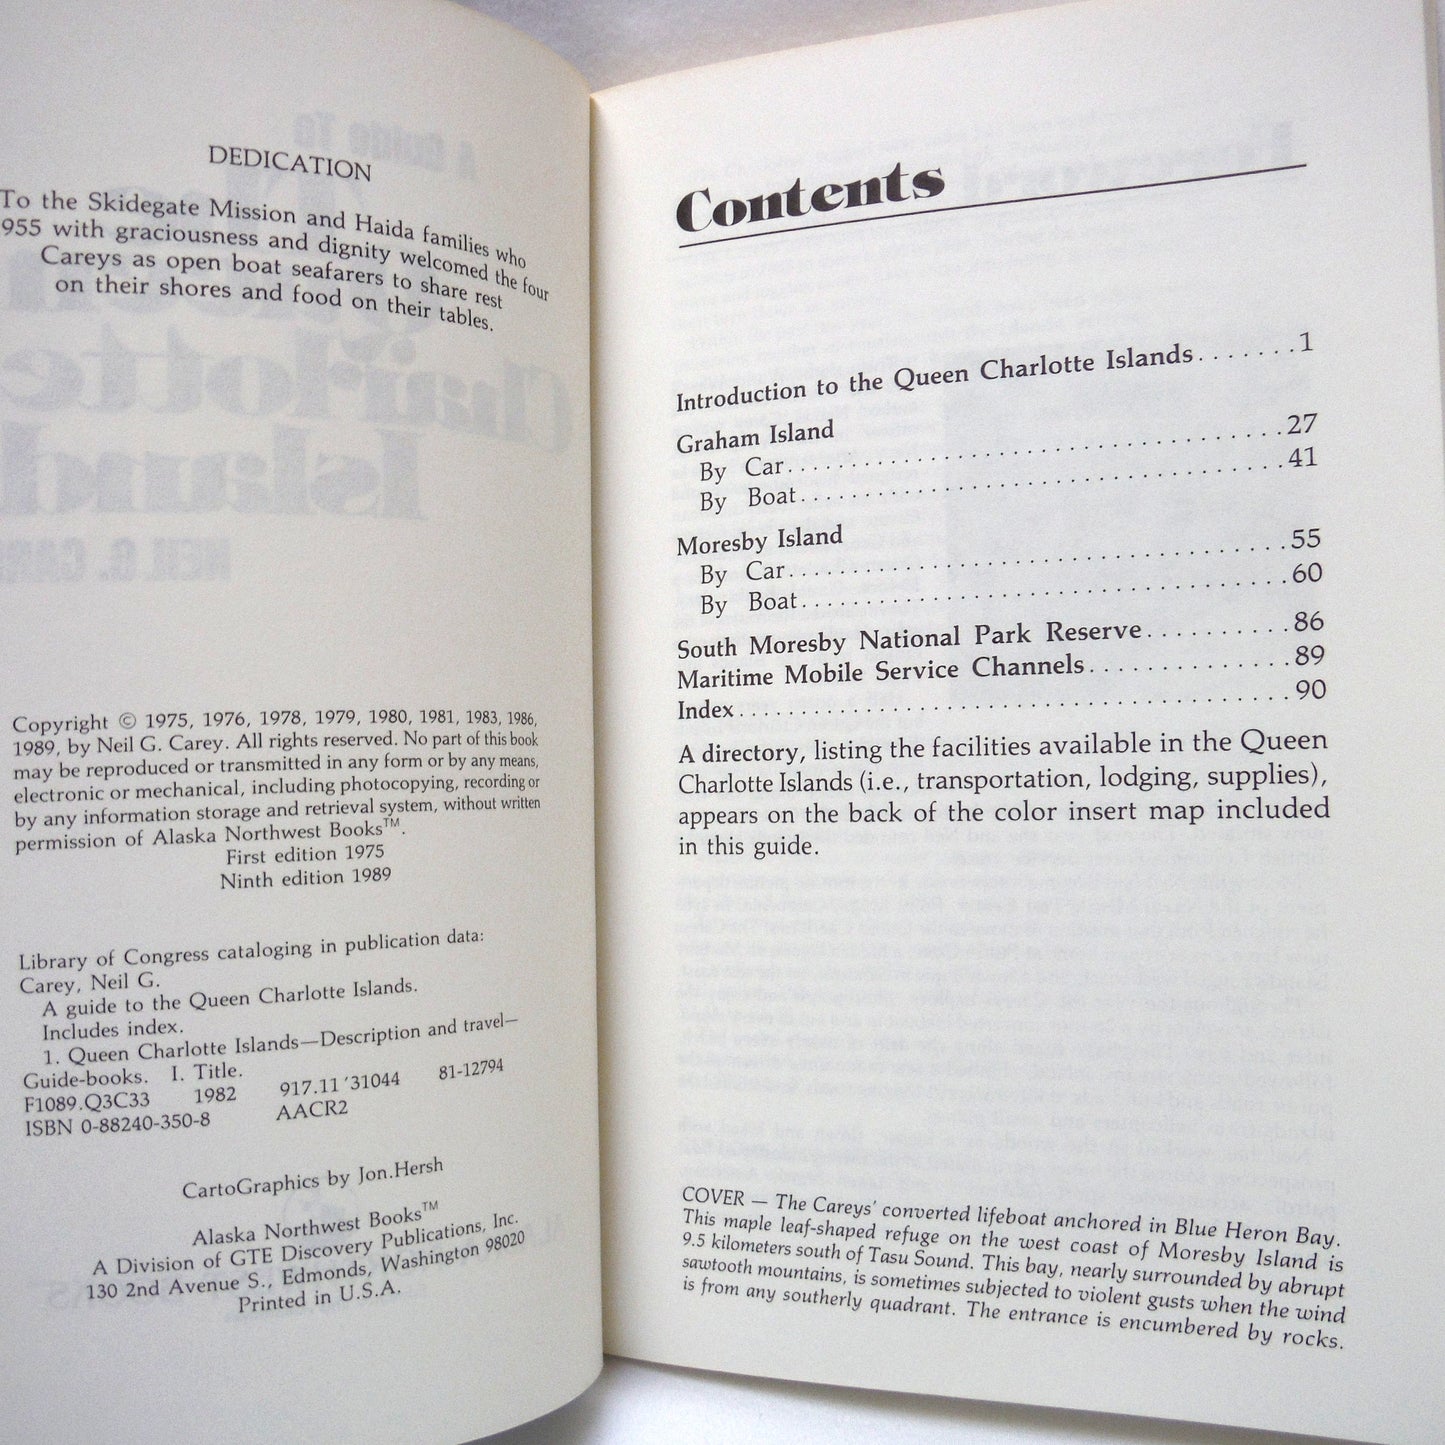 DEDICATION
To the Skidegate Mission and Haida families who
955 with graciousness and dignity welcomed the four
Careys as open boat seafarers to share rest
on their shores and food on their tables.
Copyright © 1975, 1976, 1978, 1979, 1980, 1981, 1983, 1986,
1989, by Neil G. Carey. All rights reserved. No part of this book
may be reproduced or transmitted in any form or by any means,
electronic or mechanical, including photocopying, recording or
by any information storage and retrieval system, without written
permission of Alaska Northwest Books™.
First edition 1975
Ninth edition 1989
Library of Congress cataloging in publication data:
Carey, Neil G.
A guide to the Queen Charlotte Islands.
Includes index.
1. Queen Charlotte Islands—Description and travel—
Guide-books. I. Title.
F1089.Q3C33 1982 917.11 '31044 81-12794
ISBN 0-88240-350-8 AACR2
CartoGraphics by Jon.Hersh
Alaska Northwest Books™
A Division of GTE Discovery Publications, Inc.
130 2nd Avenue S., Edmonds, Washington 98020
Printed in U.S.A.
Contents
Introduction to the Queen Charlotte Islands.......1
Graham Island
By Car........................27
By Boat.......................41
Moresby Island
By Car........................55
By Boat.......................60
South Moresby National Park Reserve..........86
Maritime Mobile Service Channels.............89
Index...........................90
A directory, listing the facilities available in the Queen
Charlotte Islands (i.e., transportation, lodging, supplies),
appears on the back of the color insert map included
in this guide.
COVER — The Careys' converted lifeboat anchored in Blue Heron Bay.
This maple leaf-shaped refuge on the west coast of Moresby Island is
9.5 kilometers south of Tasu Sound. This bay, nearly surrounded by abrupt
sawtooth mountains, is sometimes subjected to violent gusts when the wind
is from any southerly quadrant. The entrance is encumbered by rocks.